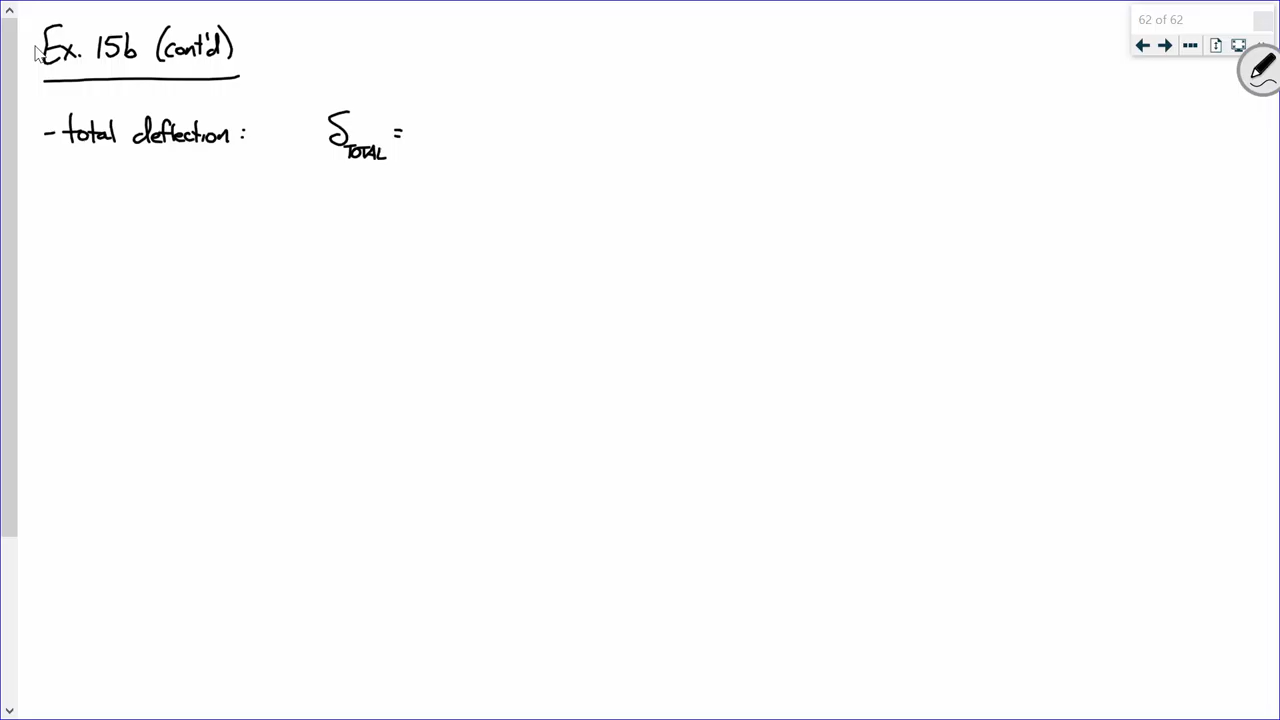 62 of 62
Ex. 15b (cont'd)
- total deflection : δTOTAL =